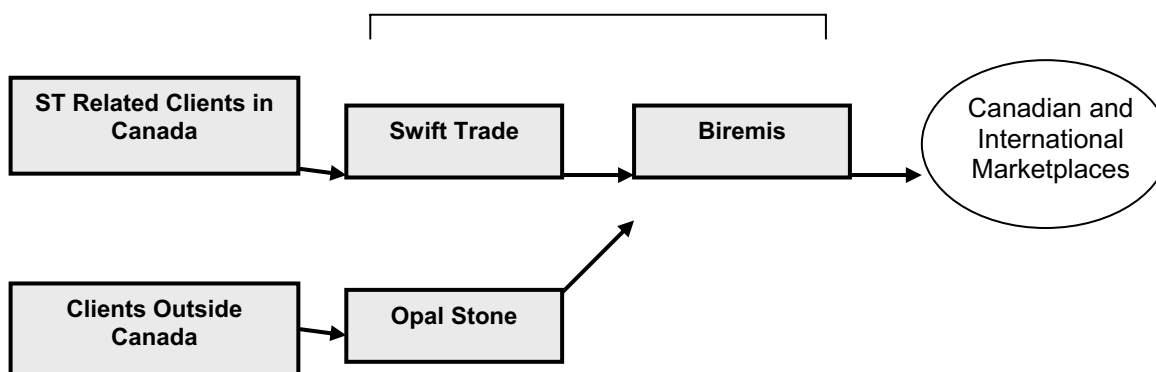 ST Related Clients in
Canada
Swift Trade
Biremis
Canadian and
International
Marketplaces
Clients Outside
Canada
Opal Stone